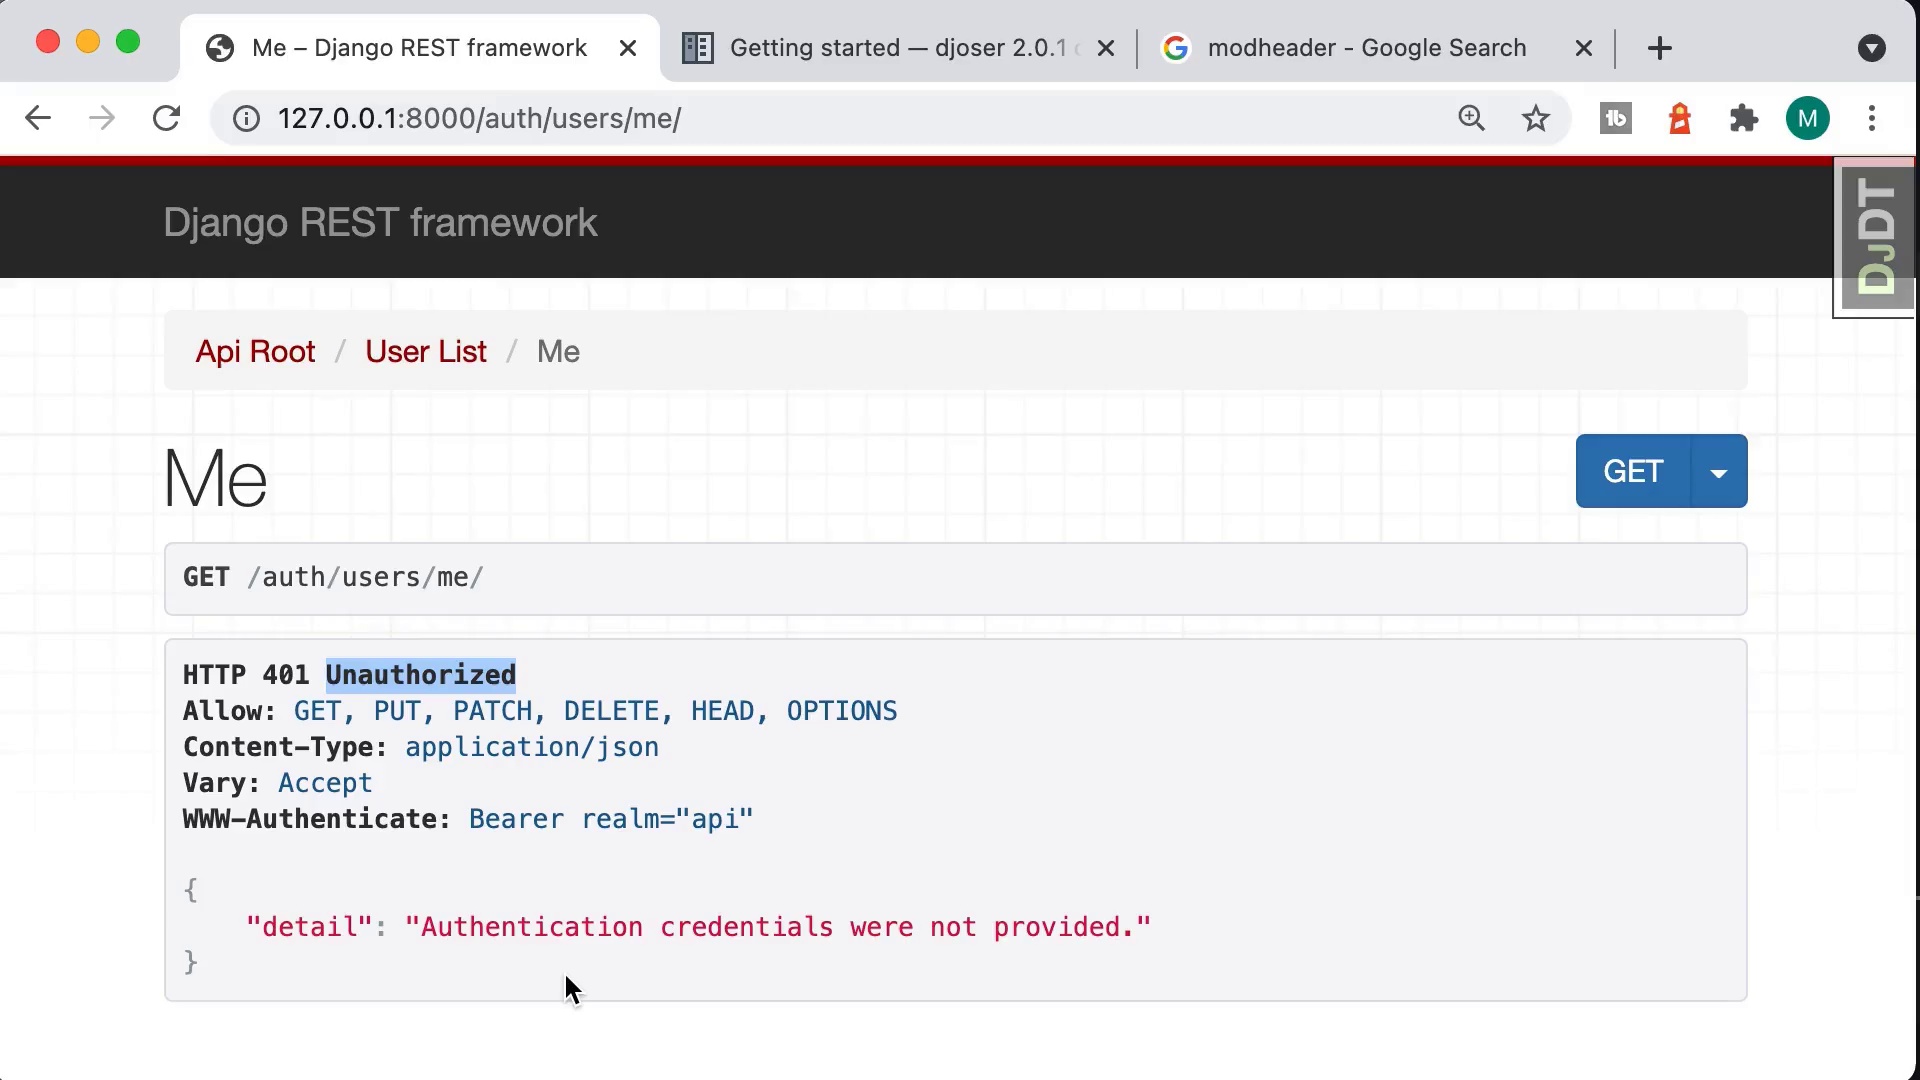 Me – Django REST framework
Getting started — djoser 2.0.1
modheader - Google Search
127.0.0.1:8000/auth/users/me/
tb
M
Django REST framework
DJDT
Api Root / User List / Me
Me
GET
GET /auth/users/me/
HTTP 401 Unauthorized
Allow: GET, PUT, PATCH, DELETE, HEAD, OPTIONS
Content-Type: application/json
Vary: Accept
WWW-Authenticate: Bearer realm="api"
{
"detail": "Authentication credentials were not provided."
}